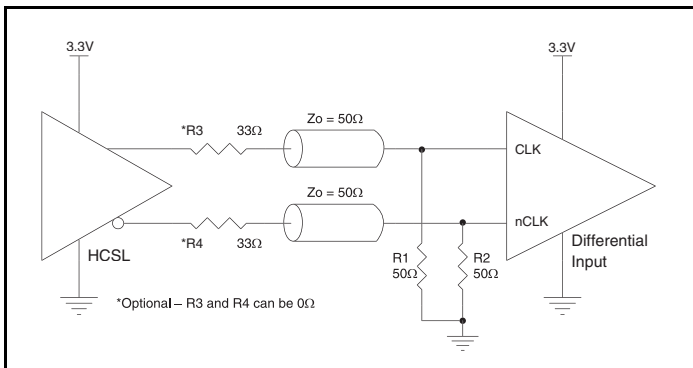 3.3V
3.3V
*R3 33Ω
Zo = 50Ω
CLK
Zo = 50Ω
nCLK
*R4 33Ω
HCSL
R1
50Ω
R2
50Ω
Differential
Input
*Optional – R3 and R4 can be 0Ω